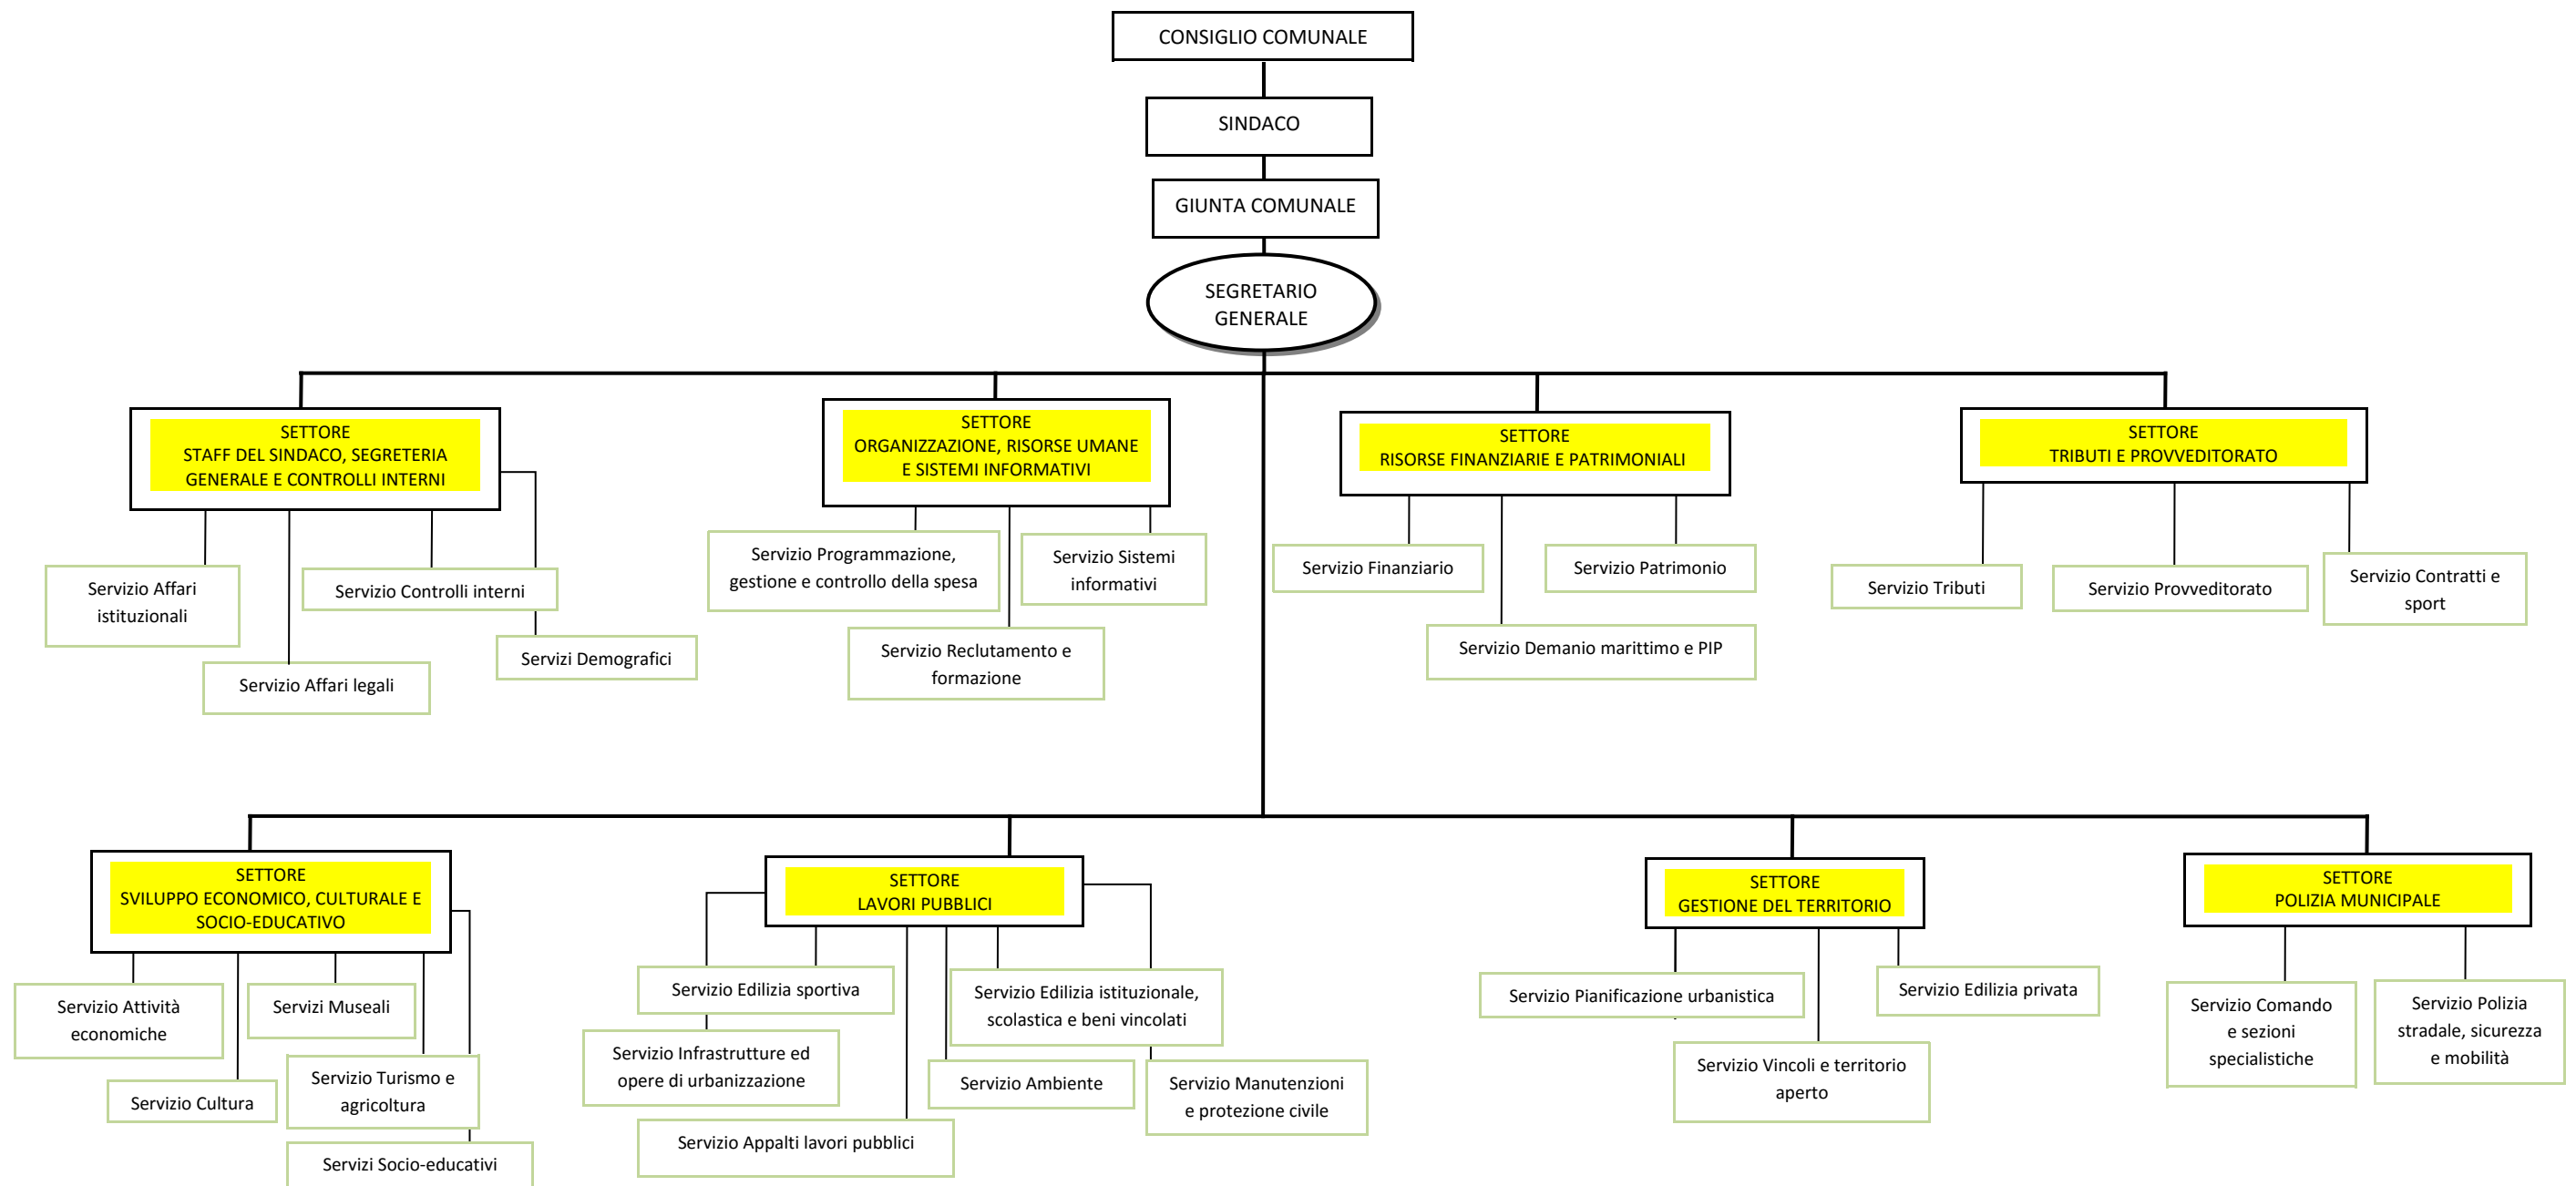 CONSIGLIO COMUNALE
SINDACO
GIUNTA COMUNALE
SEGRETARIO
GENERALE
SETTORE
STAFF DEL SINDACO, SEGRETERIA
GENERALE E CONTROLLI INTERNI
SETTORE
ORGANIZZAZIONE, RISORSE UMANE
E SISTEMI INFORMATIVI
SETTORE
RISORSE FINANZIARIE E PATRIMONIALI
SETTORE
TRIBUTI E PROVVEDITORATO
Servizio Affari
istituzionali
Servizio Affari legali
Servizio Controlli interni
Servizi Demografici
Servizio Programmazione,
gestione e controllo della spesa
Servizio Reclutamento e
formazione
Servizio Sistemi
informativi
Servizio Finanziario
Servizio Demanio marittimo e PIP
Servizio Patrimonio
Servizio Tributi
Servizio Provveditorato
Servizio Contratti e
sport
SETTORE
SVILUPPO ECONOMICO, CULTURALE E
SOCIO-EDUCATIVO
SETTORE
LAVORI PUBBLICI
SETTORE
GESTIONE DEL TERRITORIO
SETTORE
POLIZIA MUNICIPALE
Servizio Attività
economiche
Servizio Cultura
Servizi Museali
Servizio Turismo e
agricoltura
Servizi Socio-educativi
Servizio Edilizia sportiva
Servizio Infrastrutture ed
opere di urbanizzazione
Servizio Appalti lavori pubblici
Servizio Ambiente
Servizio Edilizia istituzionale,
scolastica e beni vincolati
Servizio Manutenzioni
e protezione civile
Servizio Pianificazione urbanistica
Servizio Vincoli e territorio
aperto
Servizio Edilizia privata
Servizio Comando
e sezioni
specialistiche
Servizio Polizia
stradale, sicurezza
e mobilità